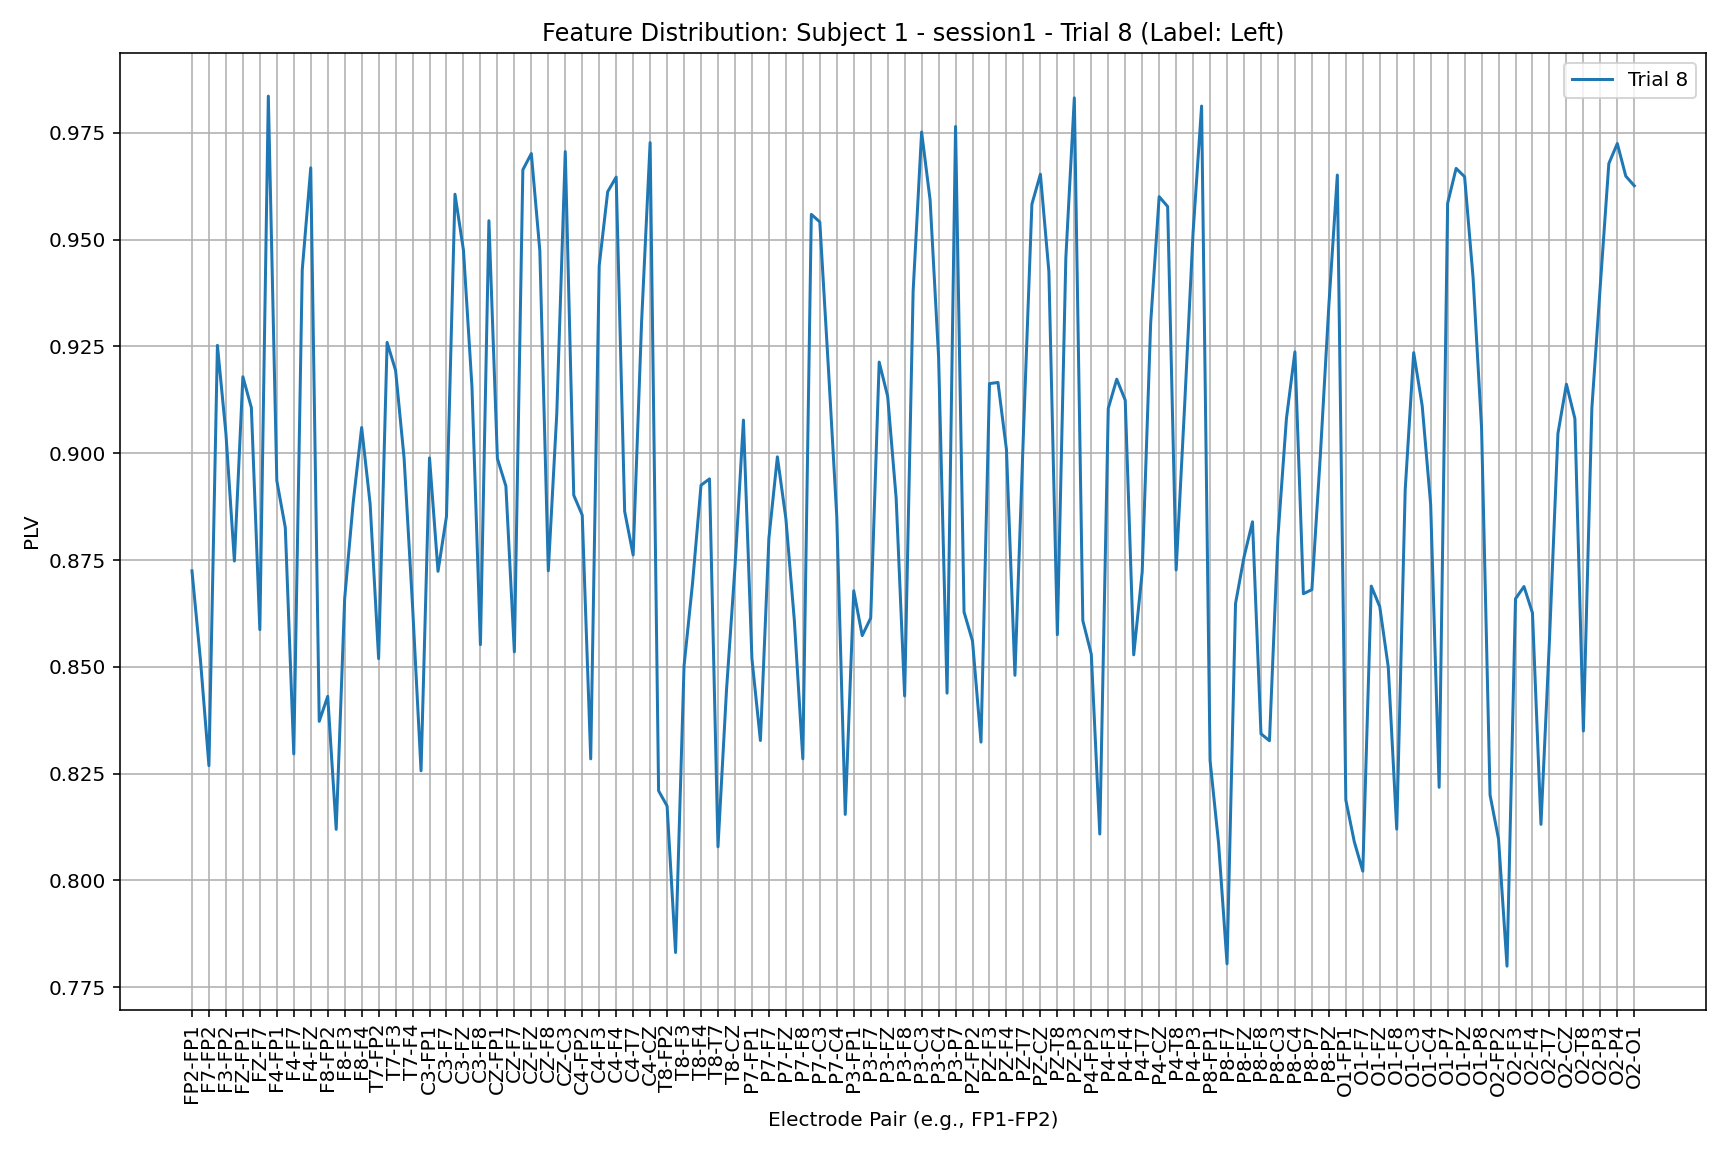 Feature Distribution: Subject 1 - session1 - Trial 8 (Label: Left)
Trial 8
0.975
0.950
0.925
0.900
0.875
0.850
0.825
0.800
0.775
PLV
FP2-FP1
F7-FP2
F3-FP2
FZ-FP1
FZ-F7
F4-FP1
F4-F7
F4-FZ
F8-FP2
F8-F3
F8-F4
T7-FP2
T7-F3
T7-F4
C3-FP1
C3-F7
C3-FZ
C3-F8
CZ-FP1
CZ-F7
CZ-FZ
CZ-F8
CZ-C3
C4-FP2
C4-F3
C4-F4
C4-T7
C4-CZ
T8-FP2
T8-F3
T8-F4
T8-T7
T8-CZ
P7-FP1
P7-F7
P7-FZ
P7-F8
P7-C3
P7-C4
P3-FP1
P3-F7
P3-FZ
P3-F8
P3-C3
P3-C4
P3-P7
PZ-FP2
PZ-F3
PZ-F4
PZ-T7
PZ-CZ
PZ-T8
PZ-P3
P4-FP2
P4-F3
P4-F4
P4-T7
P4-CZ
P4-T8
P4-P3
P8-FP1
P8-F7
P8-FZ
P8-F8
P8-C3
P8-C4
P8-P7
P8-PZ
O1-FP1
O1-F7
O1-FZ
O1-F8
O1-C3
O1-C4
O1-P7
O1-PZ
O1-P8
O2-FP2
O2-F3
O2-F4
O2-T7
O2-CZ
O2-T8
O2-P3
O2-P4
O2-O1
Electrode Pair (e.g., FP1-FP2)